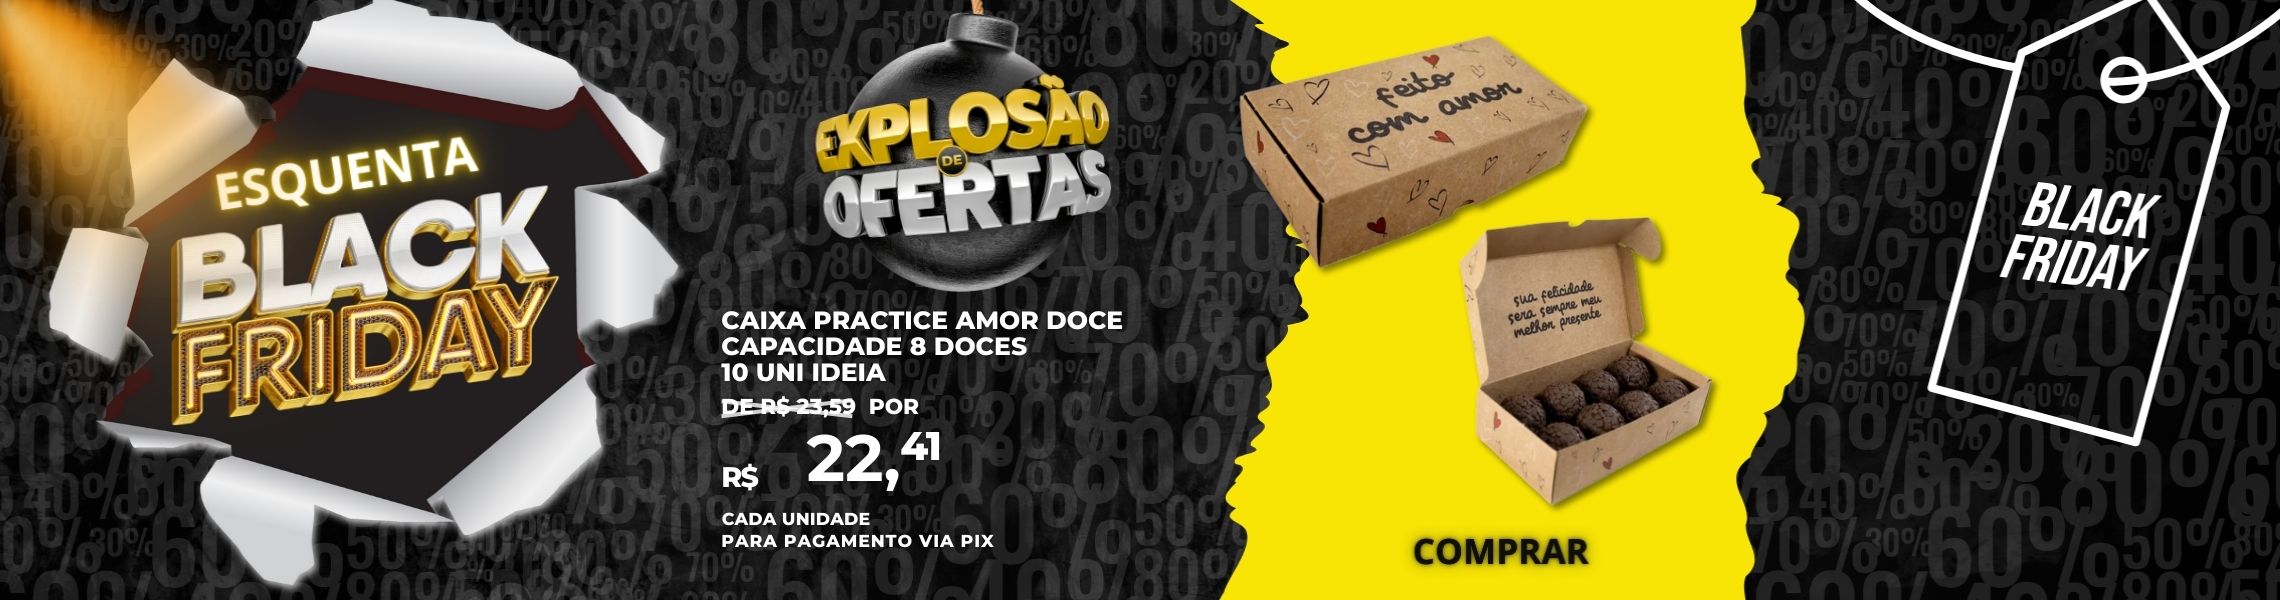 ESQUENTA
BLACK
FRIDAY
EXPLOSÃO
DE
OFERTAS
CAIXA PRACTICE AMOR DOCE
CAPACIDADE 8 DOCES
10 UNI IDEIA
DE R$ 23,59 POR
R$ 22,41
CADA UNIDADE
PARA PAGAMENTO VIA PIX
feito
com amor
sua felicidade
sera sempre meu
melhor presente
COMPRAR
BLACK
FRIDAY